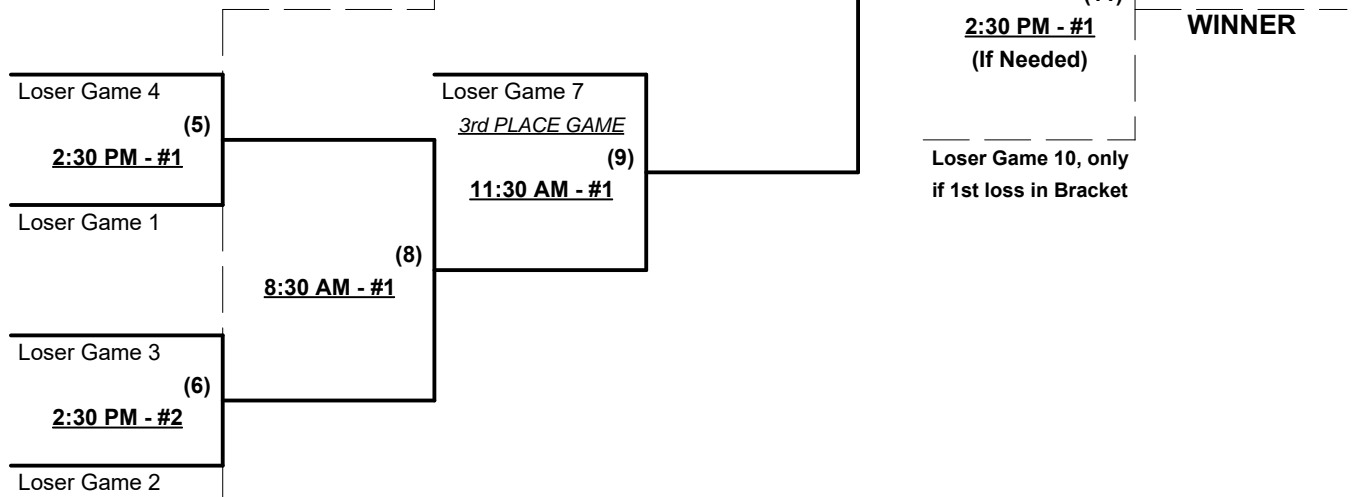 2:30 PM - #1
WINNER
(If Needed)
Loser Game 4
Loser Game 7
(5)
3rd PLACE GAME
2:30 PM - #1
(9)
11:30 AM - #1
Loser Game 10, only
if 1st loss in Bracket
Loser Game 1
(8)
8:30 AM - #1
Loser Game 3
(6)
2:30 PM - #2
Loser Game 2